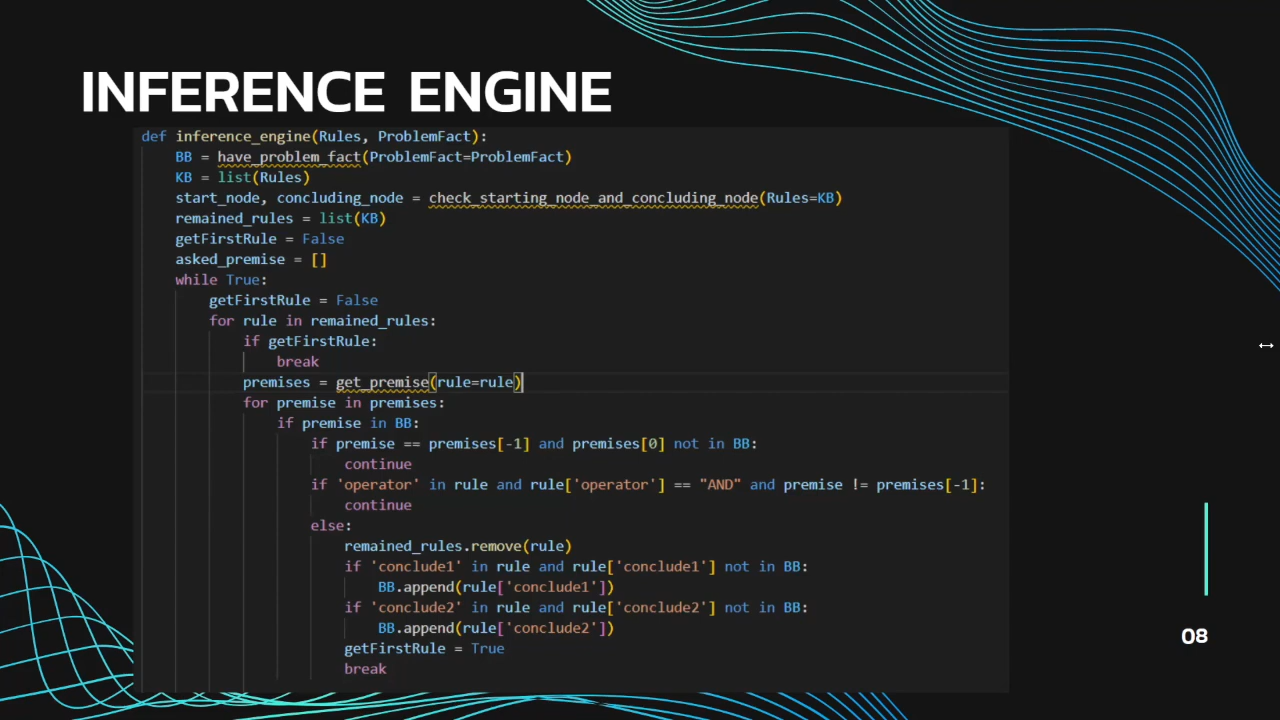 INFERENCE ENGINE
def inference_engine(Rules, ProblemFact):
    BB = have_problem_fact(ProblemFact=ProblemFact)
    KB = list(Rules)
    start_node, concluding_node = check_starting_node_and_concluding_node(Rules=KB)
    remained_rules = list(KB)
    getFirstRule = False
    asked_premise = []
    while True:
        getFirstRule = False
        for rule in remained_rules:
            if getFirstRule:
                break
            premises = get_premise(rule=rule)
            for premise in premises:
                if premise in BB:
                    if premise == premises[-1] and premises[0] not in BB:
                        continue
                    if 'operator' in rule and rule['operator'] == "AND" and premise != premises[-1]:
                        continue
                    else:
                        remained_rules.remove(rule)
                        if 'conclude1' in rule and rule['conclude1'] not in BB:
                            BB.append(rule['conclude1'])
                        if 'conclude2' in rule and rule['conclude2'] not in BB:
                            BB.append(rule['conclude2'])
                        getFirstRule = True
                        break
08